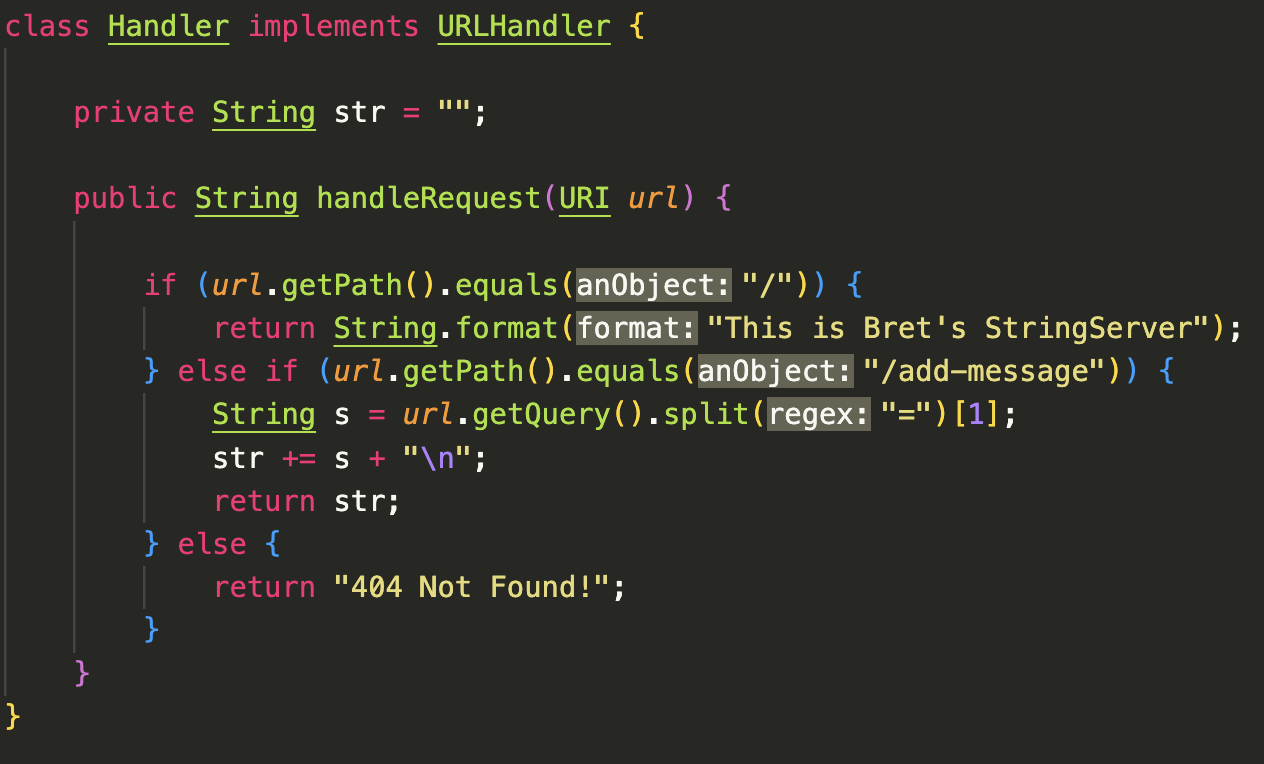 class Handler implements URLHandler {
private String str = "";
public String handleRequest(URI url) {
if (url.getPath().equals(anObject: "/")) {
return String.format(format: "This is Bret's StringServer");
} else if (url.getPath().equals(anObject: "/add-message")) {
String s = url.getQuery().split(regex: "=")[1];
str += s + "\n";
return str;
} else {
return "404 Not Found!";
}
}
}